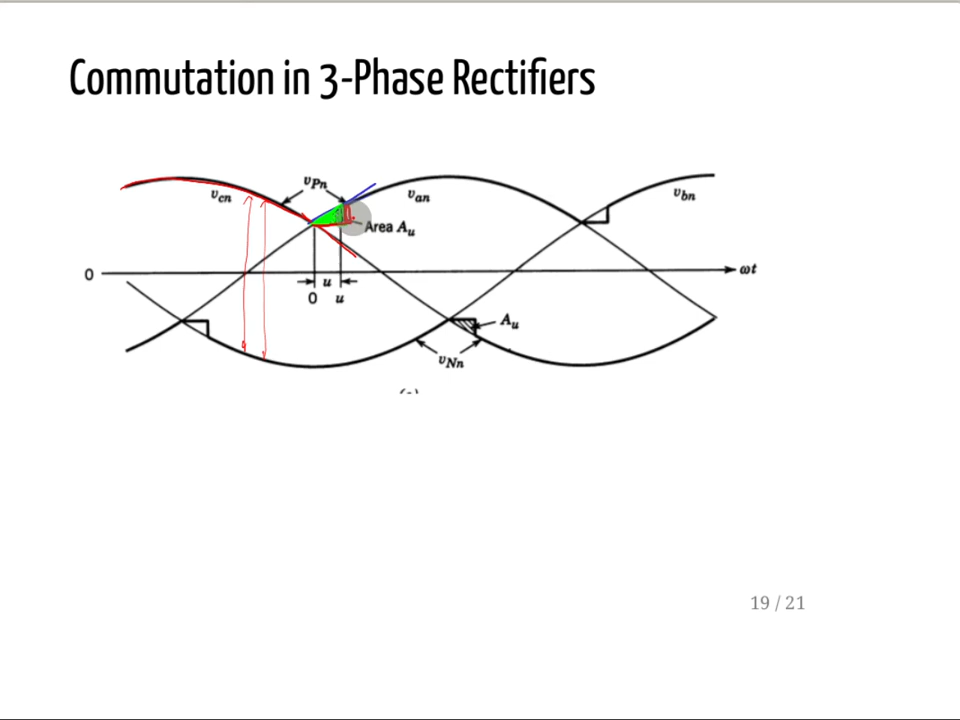 Commutation in 3-Phase Rectifiers
vcn
vPn
van
vbn
Area Au
0
ωt
u
0 u
Au
vNn
19 / 21